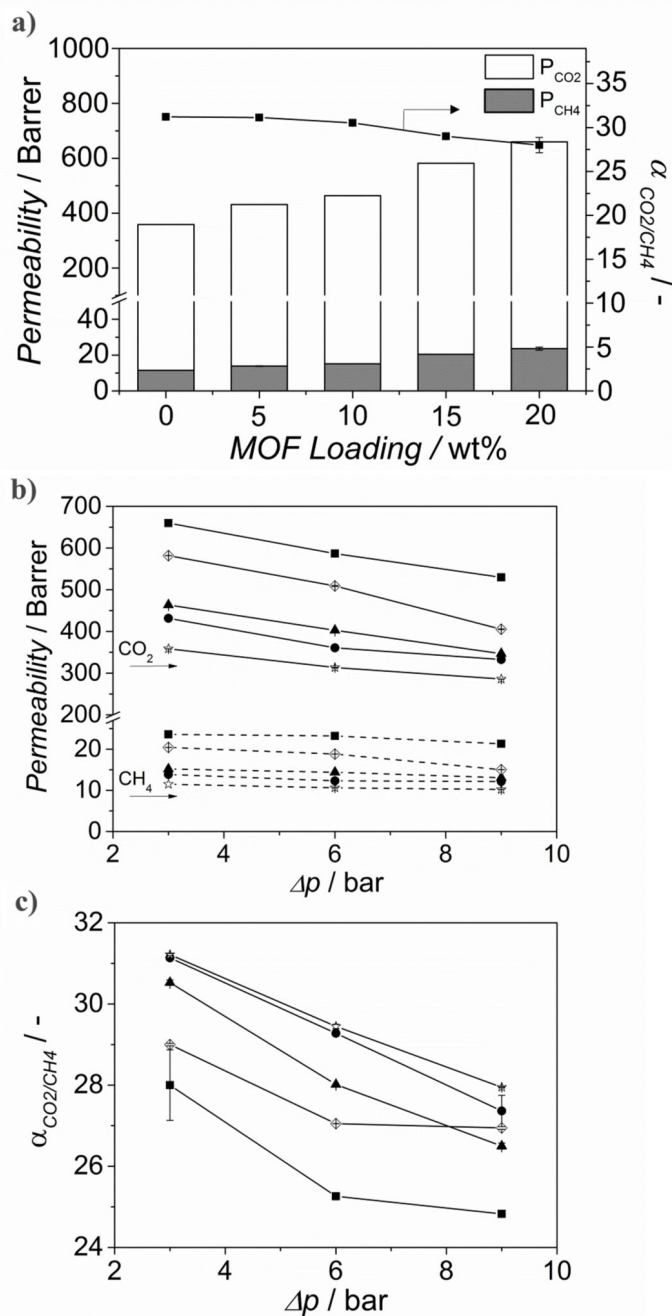 a)
1000
800
600
400
200
40
20
0
Permeability / Barrer
P CO2
P CH4
35
30
25
20
15
10
5
0
α CO2/CH4 / -
0 5 10 15 20
MOF Loading / wt%
b)
700
600
500
400
300
200
20
10
0
Permeability / Barrer
CO2
CH4
2 4 6 8 10
Δp / bar
c)
32
30
28
26
24
αCO2/CH4 / -
2 4 6 8 10
Δp / bar